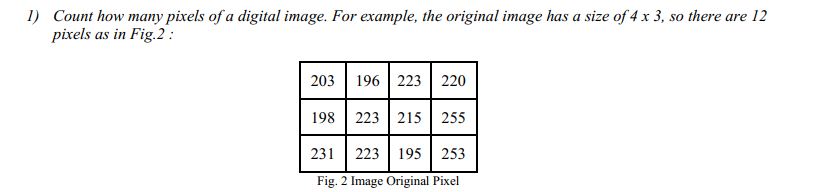 1) Count how many pixels of a digital image. For example, the original image has a size of 4 x 3, so there are 12
pixels as in Fig.2 :
203 196 223 220
198 223 215 255
231 223 195 253
Fig. 2 Image Original Pixel